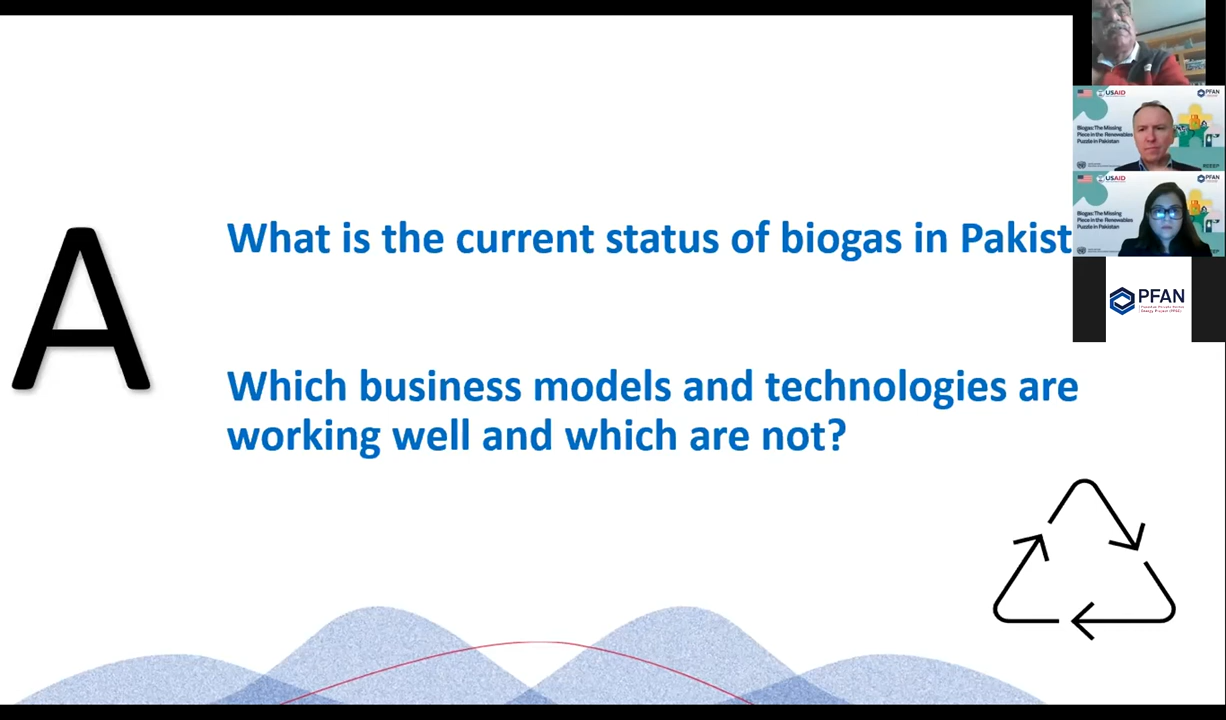 A
What is the current status of biogas in Pakist
Which business models and technologies are
working well and which are not?
USAID
PFAN
Biogas: The Missing
Piece in the Renewables
Puzzle in Pakistan
REEEP
USAID
PFAN
Biogas: The Missing
Piece in the Renewables
Puzzle in Pakistan
PFAN